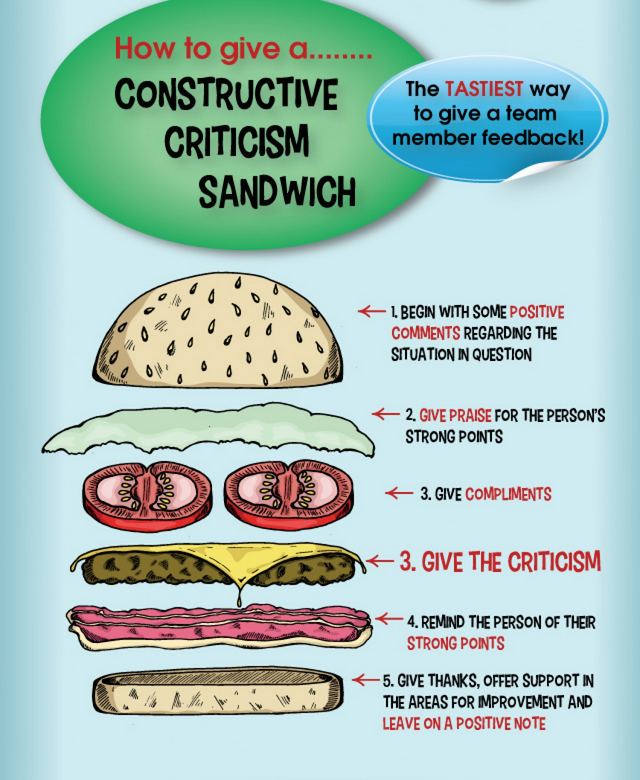 How to give a........
CONSTRUCTIVE
CRITICISM
SANDWICH
The TASTIEST way
to give a team
member feedback!
1. BEGIN WITH SOME POSITIVE
COMMENTS REGARDING THE
SITUATION IN QUESTION
2. GIVE PRAISE FOR THE PERSON'S
STRONG POINTS
3. GIVE COMPLIMENTS
3. GIVE THE CRITICISM
4. REMIND THE PERSON OF THEIR
STRONG POINTS
5. GIVE THANKS, OFFER SUPPORT IN
THE AREAS FOR IMPROVEMENT AND
LEAVE ON A POSITIVE NOTE